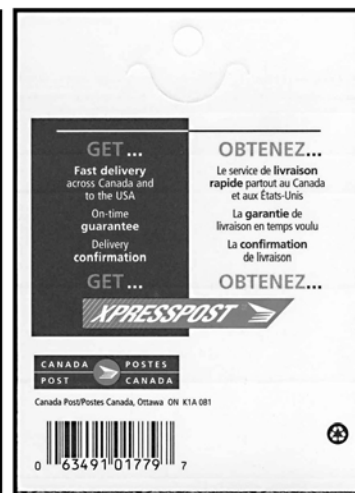 GET...
Fast delivery
across Canada and
to the USA
On-time
guarantee
Delivery
confirmation
GET...
OBTENEZ...
Le service de livraison
rapide partout au Canada
et aux États-Unis
La garantie de
livraison en temps voulu
La confirmation
de livraison
OBTENEZ...
XPRESSPOST
CANADA POSTES
POST CANADA
Canada Post/Postes Canada, Ottawa ON K1A 0B1
0 63491 01779 7